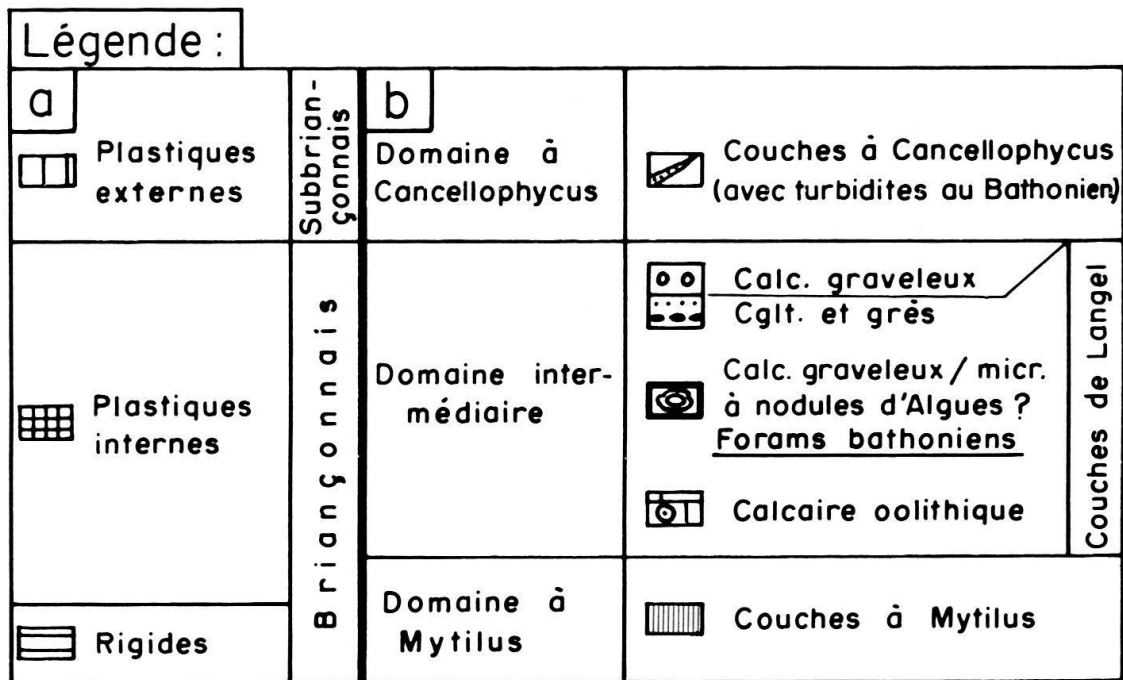 Légende :
a
Plastiques
externes
Subbrian-
çonnais
b
Domaine à
Cancellophycus
Couches à Cancellophycus
(avec turbidites au Bathonien)
Plastiques
internes
Briançonnais
Domaine inter-
médiaire
Calc. graveleux
Cglt. et grès
Calc. graveleux / micr.
à nodules d'Algues ?
Forams bathoniens
Calcaire oolithique
Couches de Langel
Rigides
Domaine à
Mytilus
Couches à Mytilus